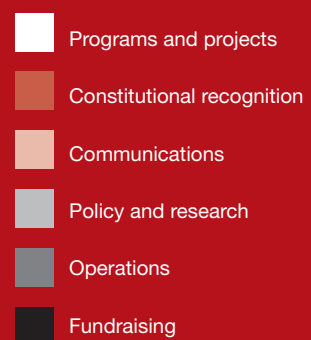 Programs and projects
Constitutional recognition
Communications
Policy and research
Operations
Fundraising